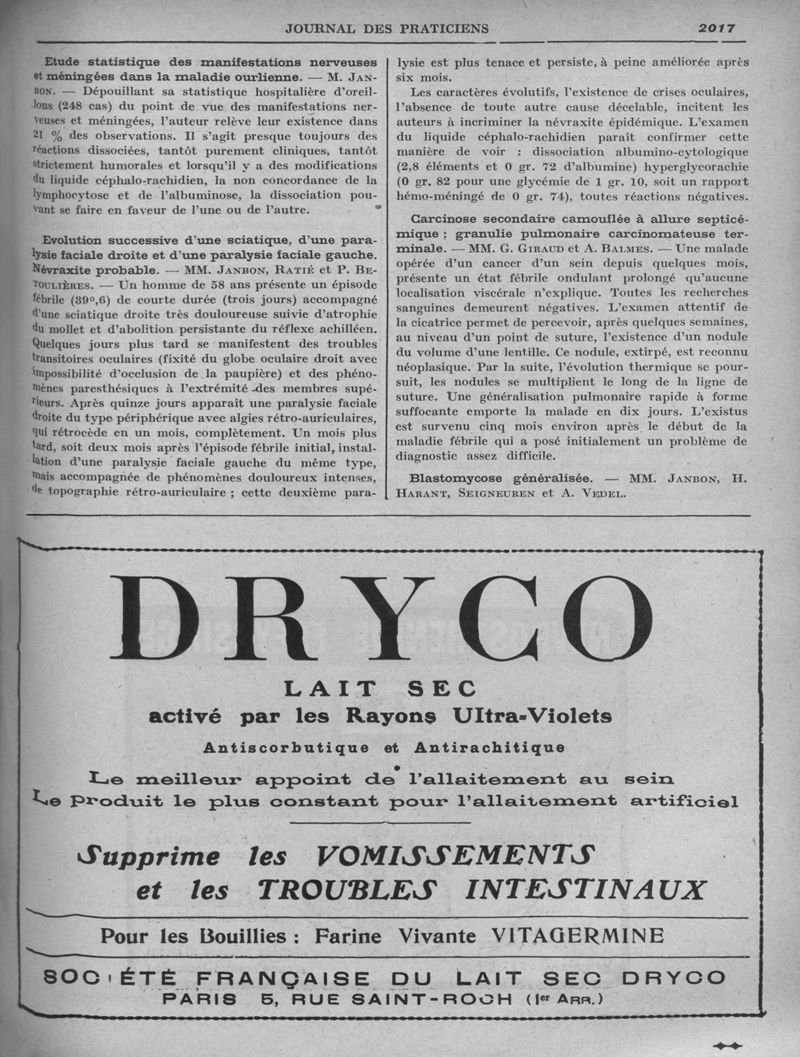 JOURNAL DES PRATICIENS 2017
Etude statistique des manifestations nerveuses
et méningées dans la maladie ourlienne. — M. JAN-
BON. — Dépouillant sa statistique hospitalière d'oreil-
lons (248 cas) du point de vue des manifestations ner-
veuses et méningées, l'auteur relève leur existence dans
21 % des observations. Il s'agit presque toujours des
réactions dissociées, tantôt purement cliniques, tantôt
strictement humorales et lorsqu'il y a des modifications
du liquide céphalo-rachidien, la non concordance de la
lymphocytose et de l'albuminose, la dissociation pou-
vant se faire en faveur de l'une ou de l'autre.
Evolution successive d'une sciatique, d'une para-
lysie faciale droite et d'une paralysie faciale gauche.
Névraxite probable. — MM. JANBON, RATIÉ et P. BE-
TOULIÈRES. — Un homme de 58 ans présente un épisode
fébrile (39°,6) de courte durée (trois jours) accompagné
d'une sciatique droite très douloureuse suivie d'atrophie
du mollet et d'abolition persistante du réflexe achilléen.
Quelques jours plus tard se manifestent des troubles
transitoires oculaires (fixité du globe oculaire droit avec
impossibilité d'occlusion de la paupière) et des phéno-
mènes paresthésiques à l'extrémité des membres supé-
rieurs. Après quinze jours apparaît une paralysie faciale
droite du type périphérique avec algies rétro-auriculaires,
qui rétrocède en un mois, complètement. Un mois plus
tard, soit deux mois après l'épisode fébrile initial, instal-
lation d'une paralysie faciale gauche du même type,
mais accompagnée de phénomènes douloureux intenses,
de topographie rétro-auriculaire ; cette deuxième para-
lysie est plus tenace et persiste, à peine améliorée après
six mois.
Les caractères évolutifs, l'existence de crises oculaires,
l'absence de toute autre cause décelable, incitent les
auteurs à incriminer la névraxite épidémique. L'examen
du liquide céphalo-rachidien paraît confirmer cette
manière de voir : dissociation albumino-cytologique
(2,8 éléments et 0 gr. 72 d'albumine) hyperglycorachie
(0 gr. 82 pour une glycémie de 1 gr. 10, soit un rapport
hémo-méningé de 0 gr. 74), toutes réactions négatives.
Carcinose secondaire camouflée à allure septicé-
mique ; granulie pulmonaire carcinomateuse ter-
minale. — MM. G. GIRAUD et A. BALMES. — Une malade
opérée d'un cancer d'un sein depuis quelques mois,
présente un état fébrile ondulant prolongé qu'aucune
localisation viscérale n'explique. Toutes les recherches
sanguines demeurent négatives. L'examen attentif de
la cicatrice permet de percevoir, après quelques semaines,
au niveau d'un point de suture, l'existence d'un nodule
du volume d'une lentille. Ce nodule, extirpé, est reconnu
néoplasique. Par la suite, l'évolution thermique se pour-
suit, les nodules se multiplient le long de la ligne de
suture. Une généralisation pulmonaire rapide à forme
suffocante emporte la malade en dix jours. L'existus
est survenu cinq mois environ après le début de la
maladie fébrile qui a posé initialement un problème de
diagnostic assez difficile.
Blastomycose généralisée. — MM. JANBON, H.
HARANT, SEIGNEUREN et A. VEDEL.
DRYCO
LAIT SEC
activé par les Rayons Ultra-Violets
Antiscorbutique et Antirachitique
Le meilleur appoint de l'allaitement au sein
Le produit le plus constant pour l'allaitement artificiel
Supprime les VOMISSEMENTS
et les TROUBLES INTESTINAUX
Pour les Bouillies : Farine Vivante VITAGERMINE
SOCIÉTÉ FRANÇAISE DU LAIT SEC DRYCO
PARIS 5, RUE SAINT-ROCH (1er ARR.)